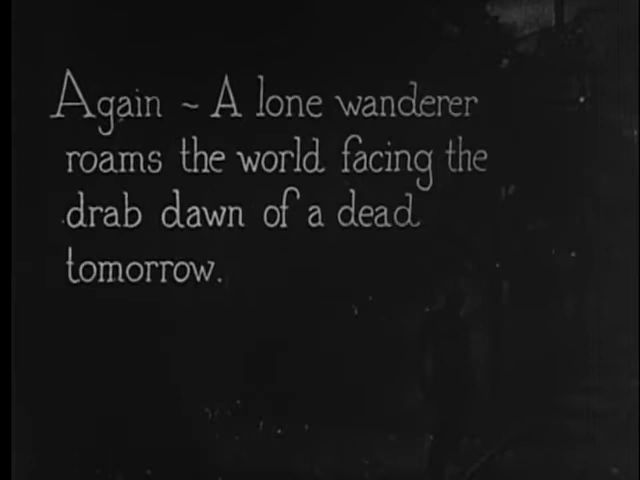 Again ~ A lone wanderer
roams the world facing the
drab dawn of a dead
tomorrow.